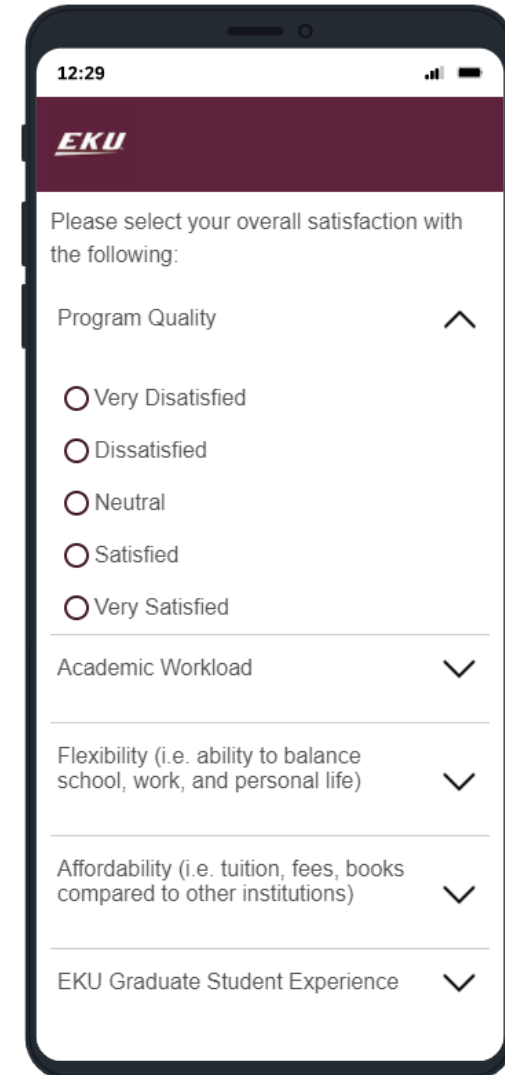 12:29
EKU
Please select your overall satisfaction with
the following:
Program Quality
Very Disatisfied
Dissatisfied
Neutral
Satisfied
Very Satisfied
Academic Workload
Flexibility (i.e. ability to balance
school, work, and personal life)
Affordability (i.e. tuition, fees, books
compared to other institutions)
EKU Graduate Student Experience